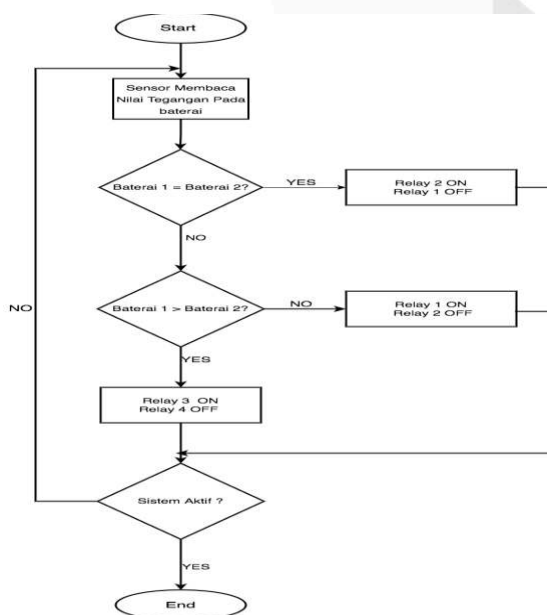 Start
Sensor Membaca
Nilai Tegangan Pada
baterai
Baterai 1 = Baterai 2?
YES
Relay 2 ON
Relay 1 OFF
NO
Baterai 1 > Baterai 2?
NO
Relay 1 ON
Relay 2 OFF
NO
YES
Relay 3 ON
Relay 4 OFF
Sistem Aktif ?
YES
End